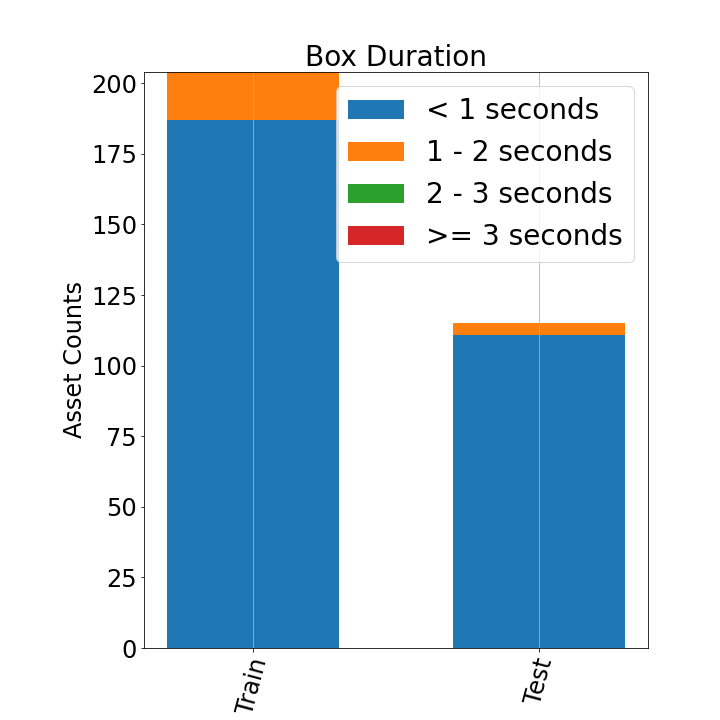 Box Duration
< 1 seconds
1 - 2 seconds
2 - 3 seconds
>= 3 seconds
Asset Counts
200
175
150
125
100
75
50
25
0
Train
Test